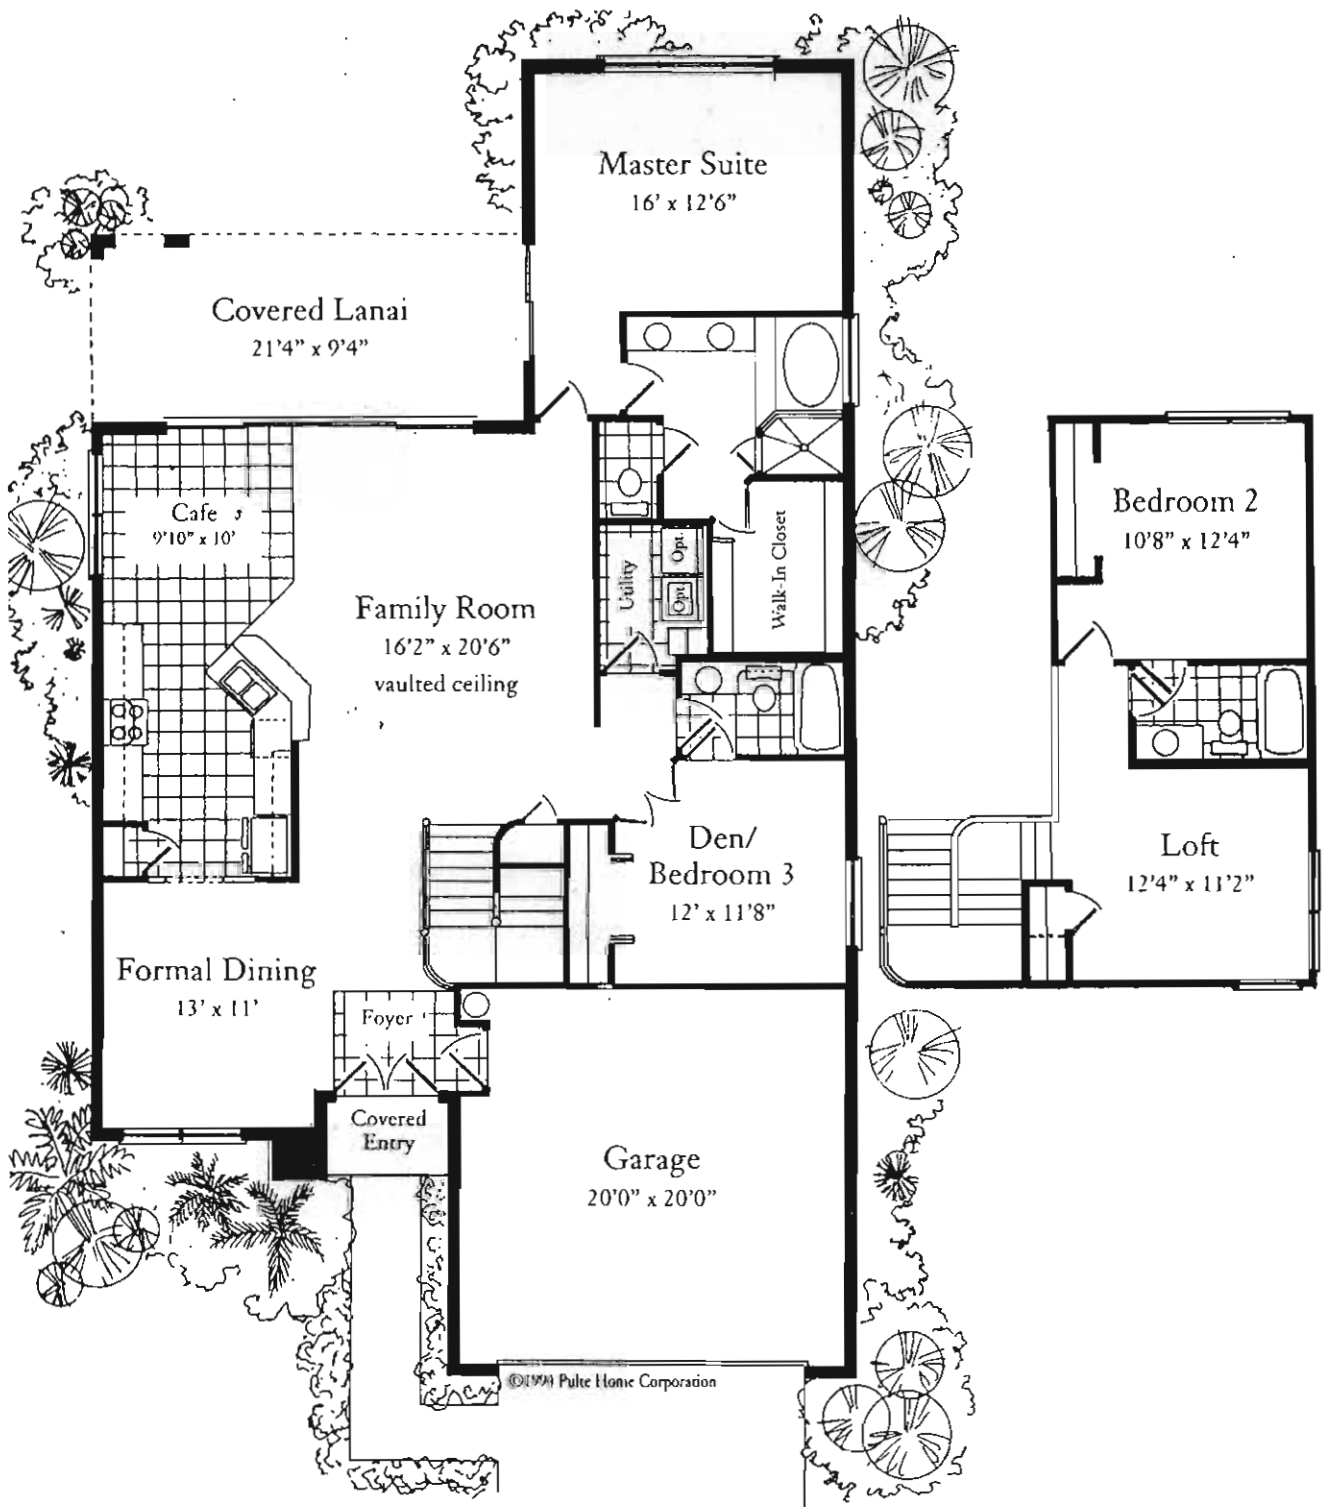 Master Suite
16' x 12'6"
Covered Lanai
21'4" x 9'4"
Cafe
9'10" x 10'
Family Room
16'2" x 20'6"
vaulted ceiling
Utility
Opt.
Opt.
Walk-In Closet
Bedroom 2
10'8" x 12'4"
Den/
Bedroom 3
12' x 11'8"
Loft
12'4" x 11'2"
Formal Dining
13' x 11'
Foyer
Covered
Entry
Garage
20'0" x 20'0"
©1994 Pulte Home Corporation